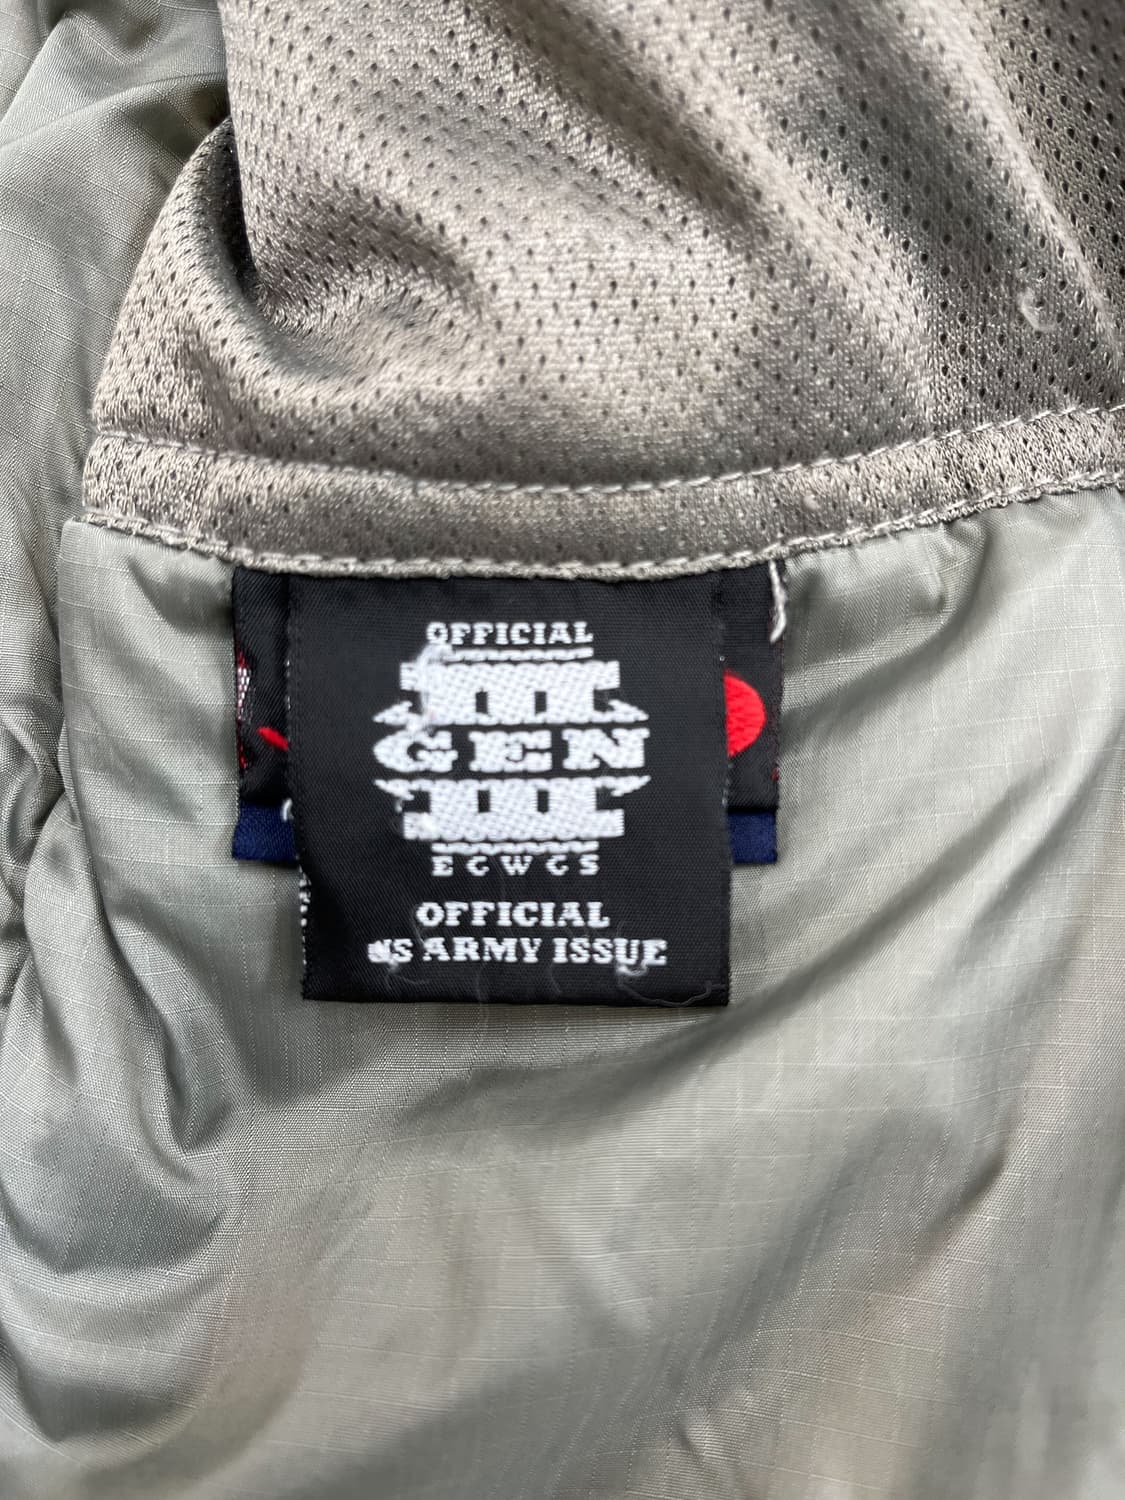 OFFICIAL
III
GEN
III
ECWCS
OFFICIAL
US ARMY ISSUE